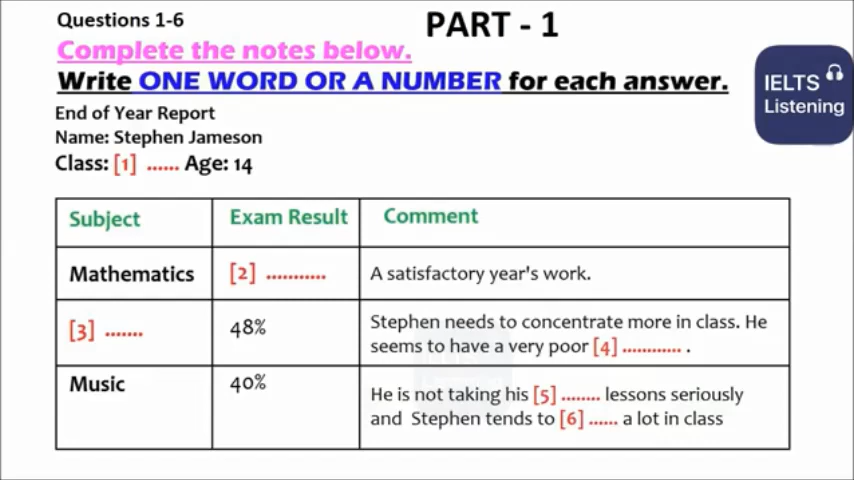 Questions 1-6
PART - 1
Complete the notes below.
Write ONE WORD OR A NUMBER for each answer.
IELTS
Listening
End of Year Report
Name: Stephen Jameson
Class: [1] ...... Age: 14
Subject
Exam Result
Comment
Mathematics
[2] ...........
A satisfactory year's work.
[3] .......
48%
Stephen needs to concentrate more in class. He
seems to have a very poor [4] ............ .
Music
40%
He is not taking his [5] ........ lessons seriously
and Stephen tends to [6] ...... a lot in class